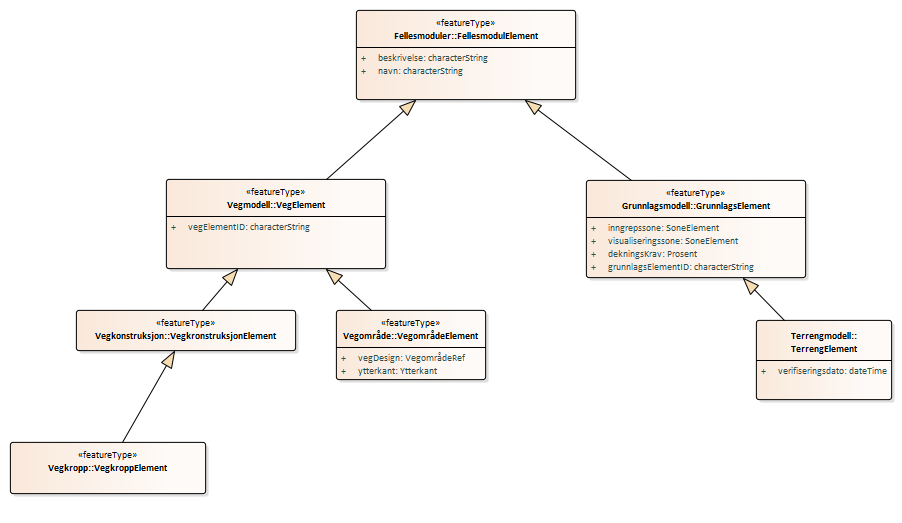 «featureType»
Fellesmoduler::FellesmodulElement
+ beskrivelse: characterString
+ navn: characterString
«featureType»
Vegmodell::VegElement
+ vegElementID: characterString
«featureType»
Grunnlagsmodell::GrunnlagsElement
+ inngrepssone: SoneElement
+ visualiseringssone: SoneElement
+ dekningsKrav: Prosent
+ grunnlagsElementID: characterString
«featureType»
Vegkonstruksjon::VegkronstruksjonElement
«featureType»
Vegområde::VegområdeElement
+ vegDesign: VegområdeRef
+ ytterkant: Ytterkant
Terrengmodell::
TerrengElement
+ verifiseringsdato: dateTime
«featureType»
Vegkropp::VegkroppElement